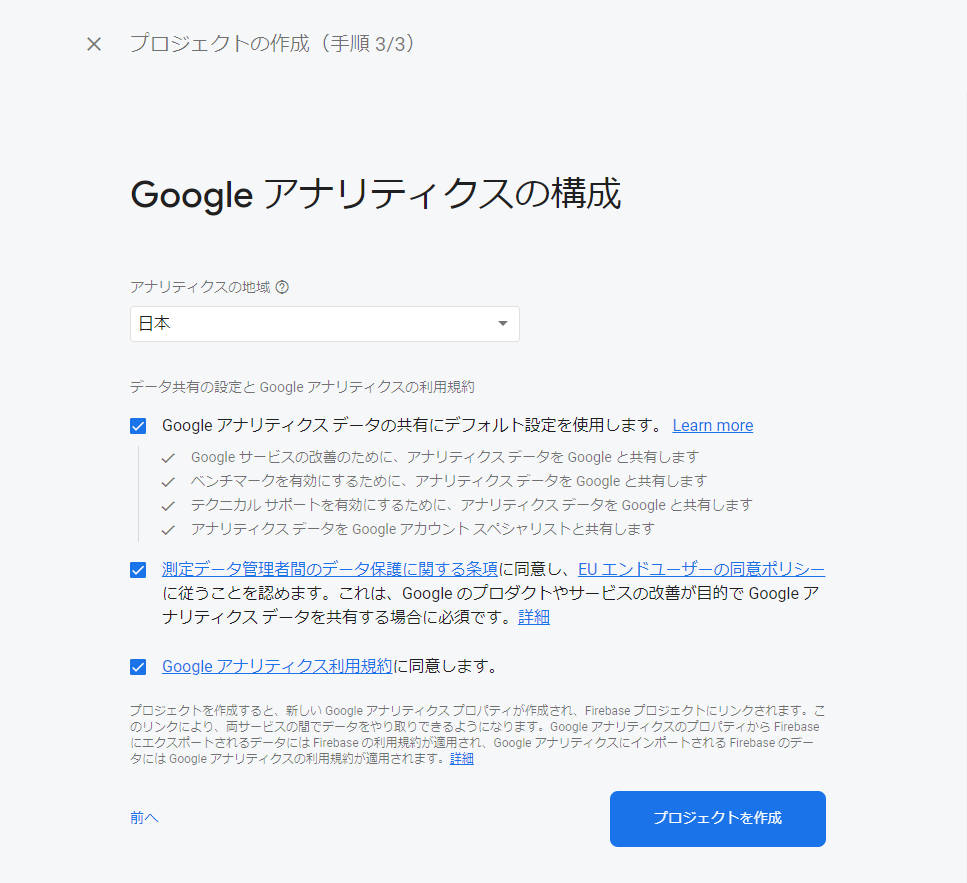 プロジェクトの作成（手順 3/3）
Google アナリティクスの構成
アナリティクスの地域
日本
データ共有の設定と Google アナリティクスの利用規約
Google アナリティクス データの共有にデフォルト設定を使用します。 Learn more
Google サービスの改善のために、アナリティクス データを Google と共有します
ベンチマークを有効にするために、アナリティクス データを Google と共有します
テクニカル サポートを有効にするために、アナリティクス データを Google と共有します
アナリティクス データを Google アカウント スペシャリストと共有します
測定データ管理者間のデータ保護に関する条項に同意し、EU エンドユーザーの同意ポリシー
に従うことを認めます。これは、Google のプロダクトやサービスの改善が目的で Google ア
ナリティクス データを共有する場合に必須です。詳細
Google アナリティクス利用規約に同意します。
プロジェクトを作成すると、新しい Google アナリティクス プロパティが作成され、Firebase プロジェクトにリンクされます。こ
のリンクにより、両サービスの間でデータをやり取りできるようになります。Google アナリティクスのプロパティから Firebase
にエクスポートされるデータには Firebase の利用規約が適用され、Google アナリティクスにインポートされる Firebase のデー
タには Google アナリティクスの利用規約が適用されます。詳細
前へ
プロジェクトを作成